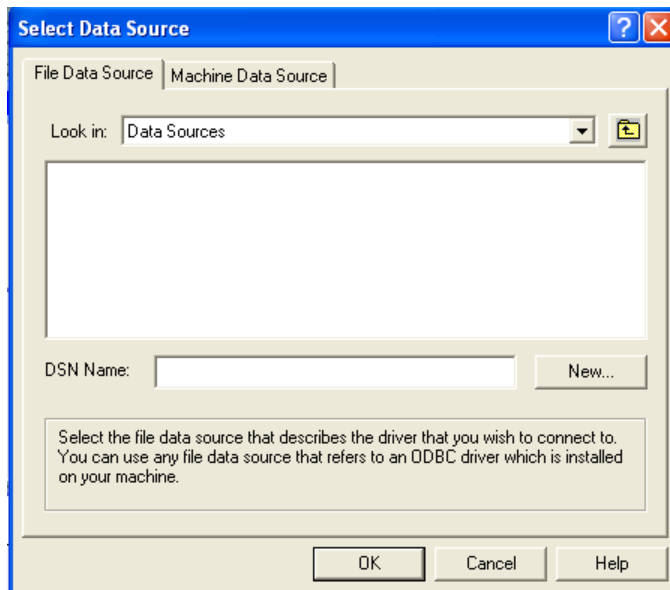 Select Data Source
File Data Source
Machine Data Source
Look in:
Data Sources
DSN Name:
New...
Select the file data source that describes the driver that you wish to connect to.
You can use any file data source that refers to an ODBC driver which is installed
on your machine.
OK
Cancel
Help